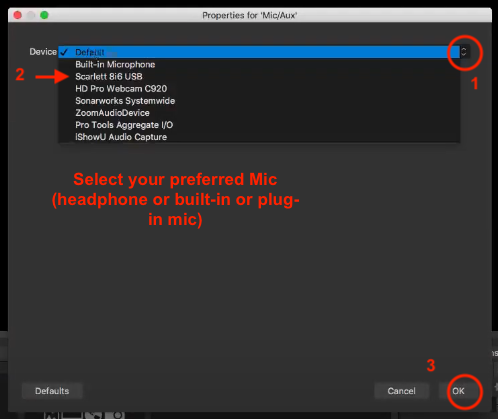 Properties for 'Mic/Aux'
Device ✓ Default
1
Built-in Microphone
2 Scarlett 8i6 USB
HD Pro Webcam C920
Sonarworks Systemwide
ZoomAudioDevice
Pro Tools Aggregate I/O
iShowU Audio Capture
Select your preferred Mic
(headphone or built-in or plug-
in mic)
3
Defaults
Cancel
OK